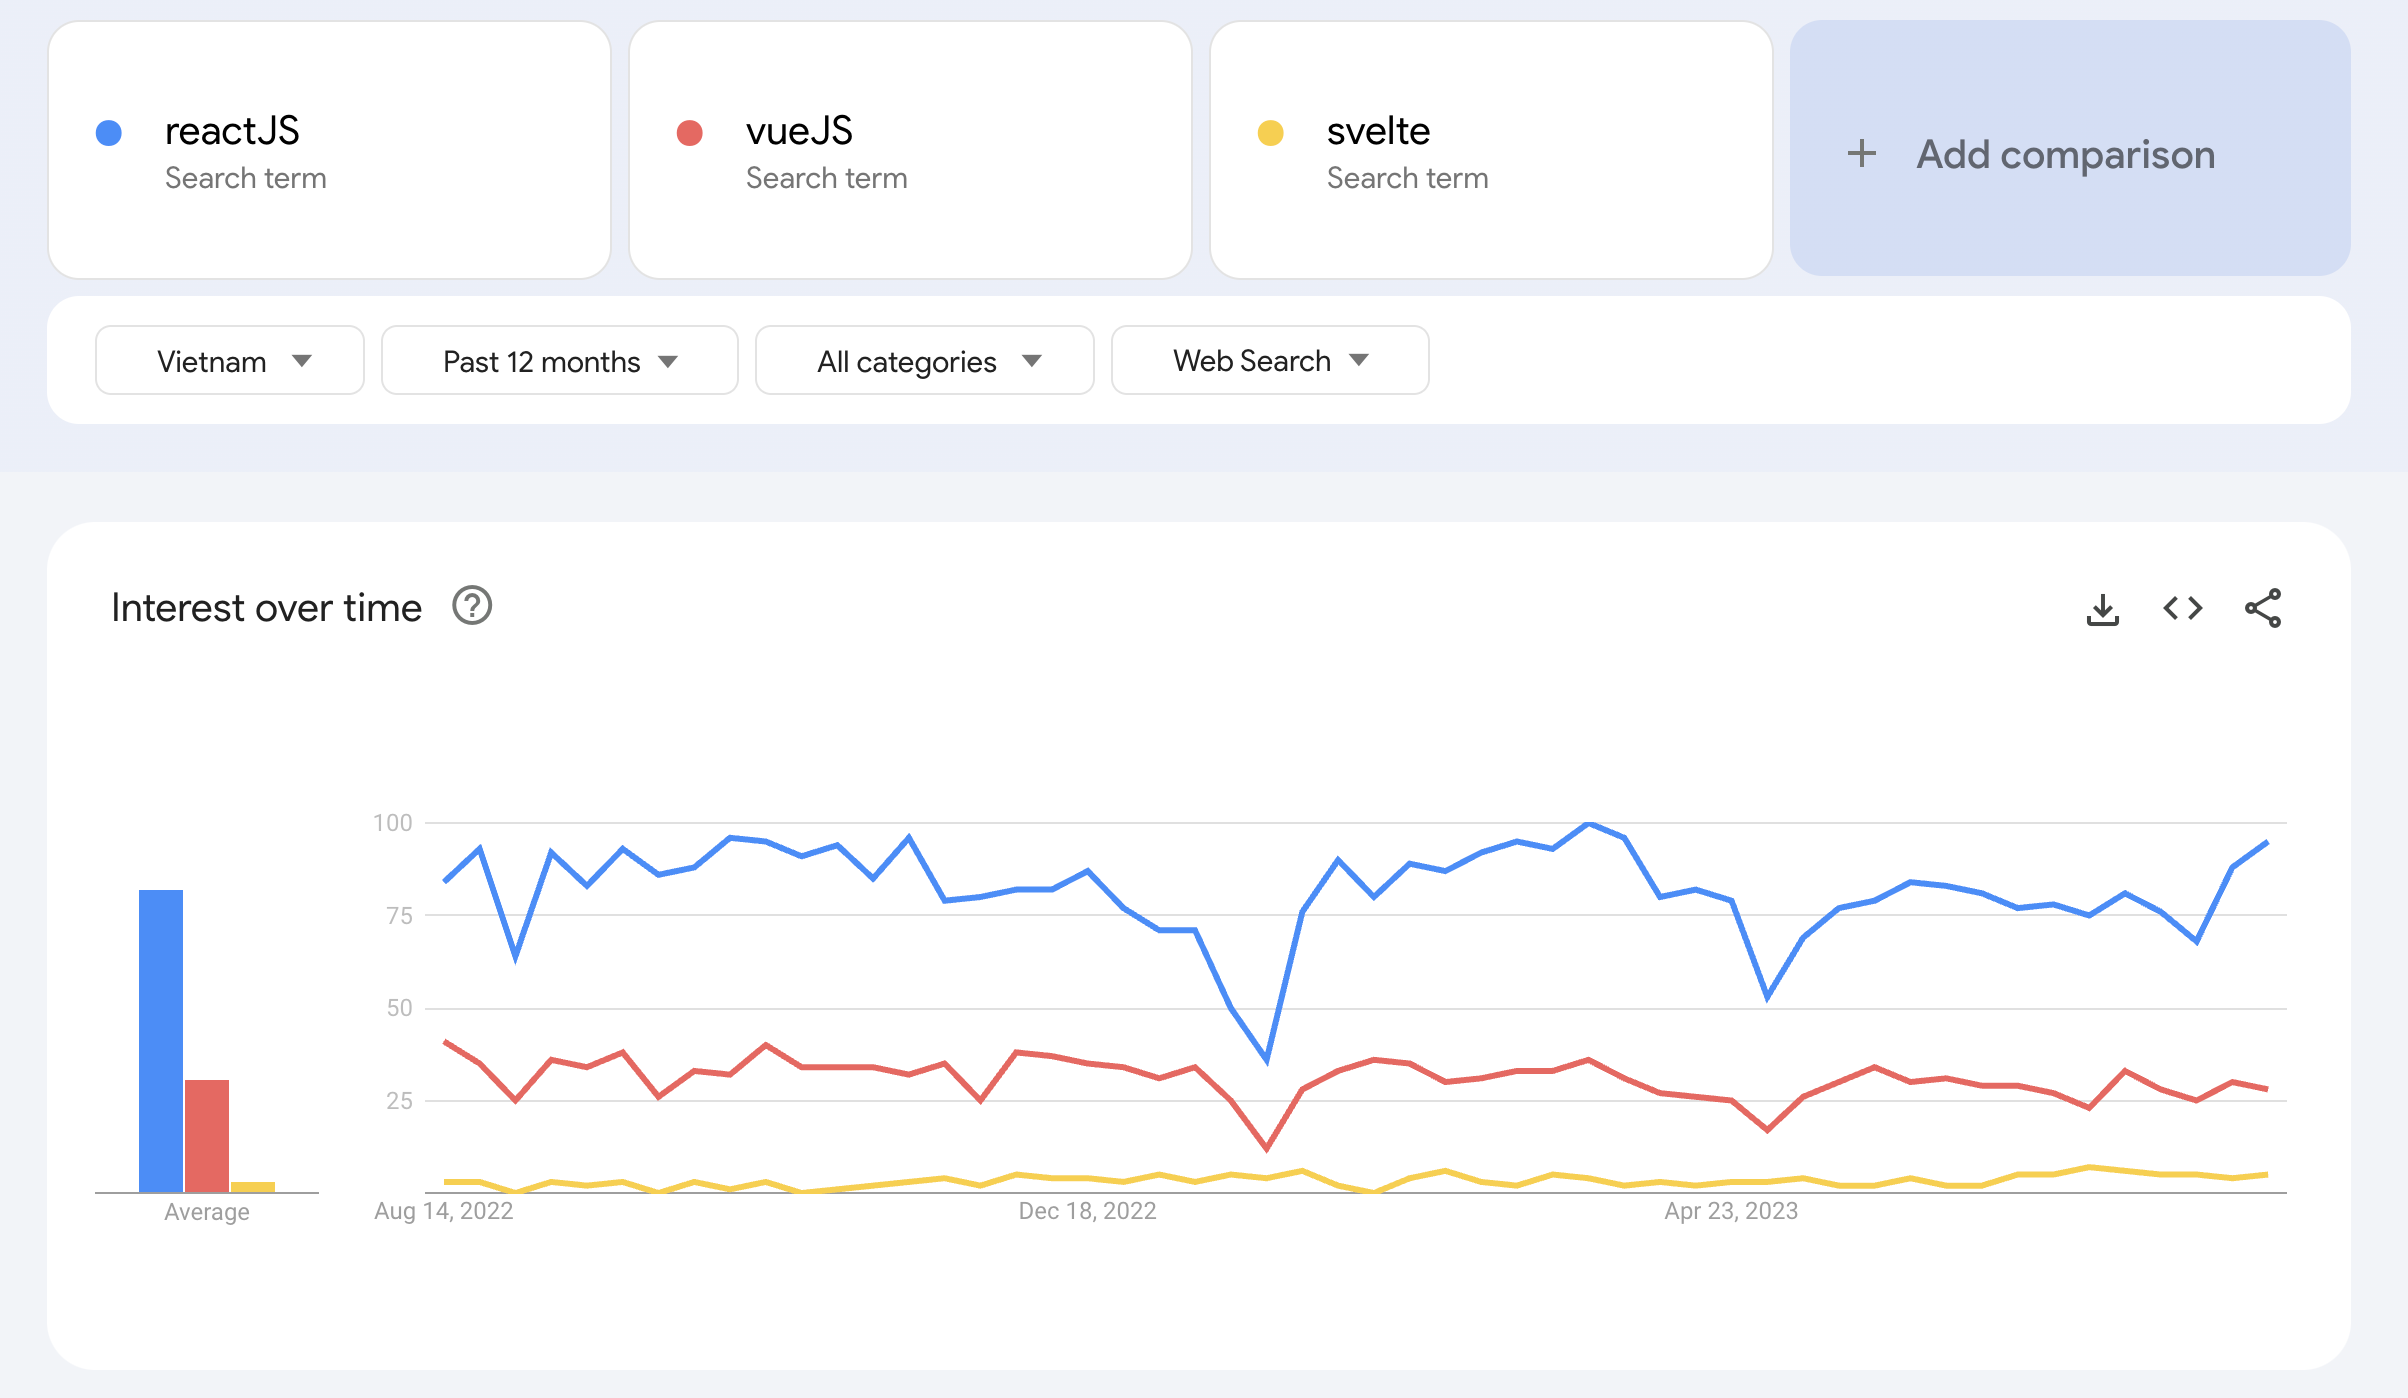 reactJS
Search term
vueJS
Search term
svelte
Search term
+ Add comparison
Vietnam
Past 12 months
All categories
Web Search
Interest over time
100
75
50
25
Average
Aug 14, 2022
Dec 18, 2022
Apr 23, 2023